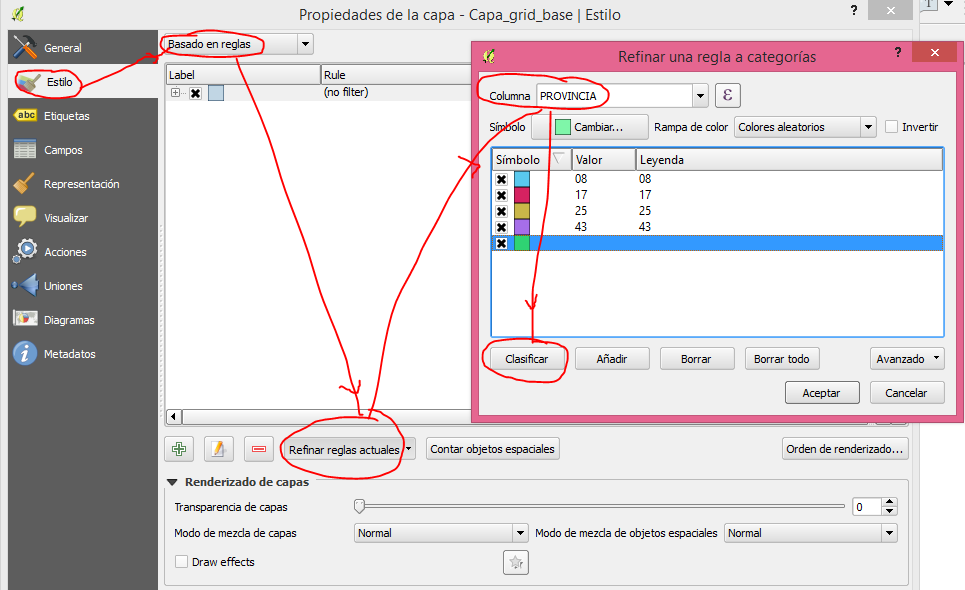 Propiedades de la capa - Capa_grid_base | Estilo
?
T
General
Estilo
abc Etiquetas
Campos
Representación
Visualizar
Acciones
Uniones
Diagramas
Metadatos
Basado en reglas
Label Rule
(no filter)
Refinar una regla a categorías
?
Columna PROVINCIA ε
Símbolo Cambiar... Rampa de color Colores aleatorios Invertir
Símbolo Valor Leyenda
08 08
17 17
25 25
43 43
Clasificar Añadir Borrar Borrar todo Avanzado
Aceptar Cancelar
Refinar reglas actuales Contar objetos espaciales Orden de renderizado...
Renderizado de capas
Transparencia de capas 0
Modo de mezcla de capas Normal Modo de mezcla de objetos espaciales Normal
Draw effects